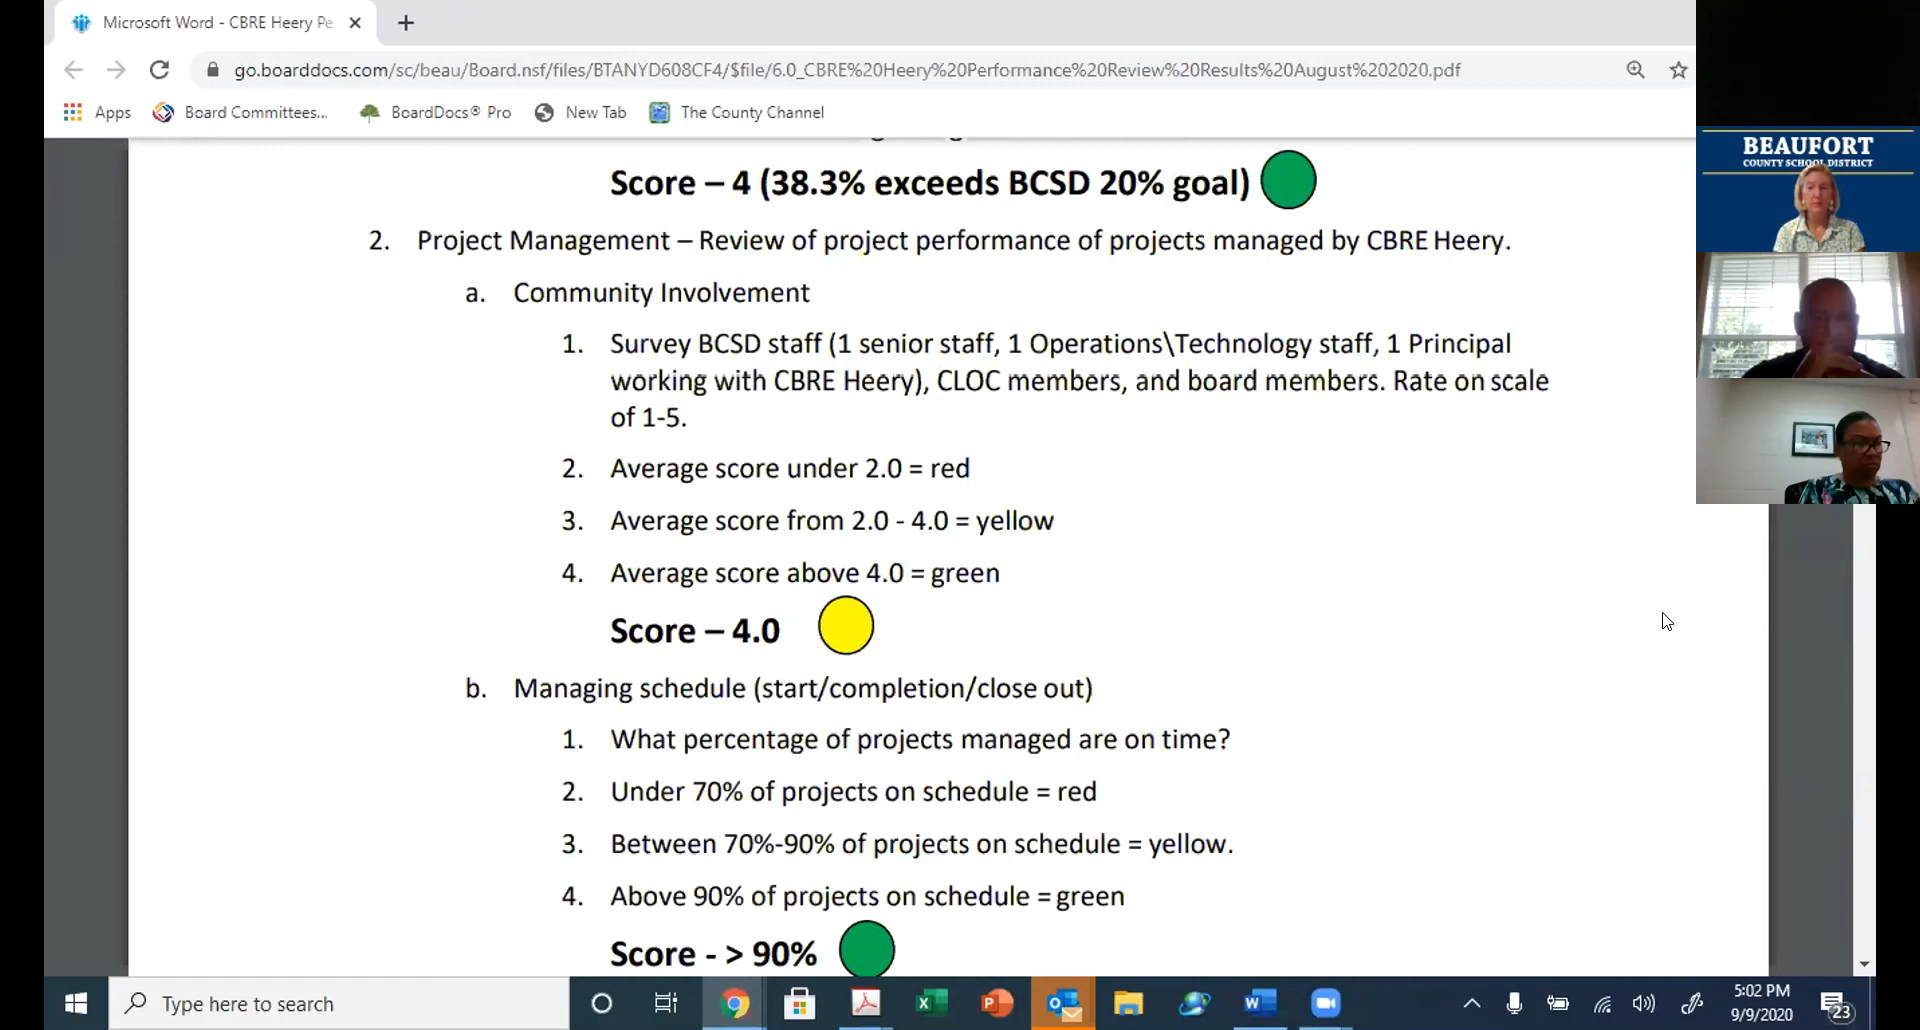 Microsoft Word - CBRE Heery Pe
go.boarddocs.com/sc/beau/Board.nsf/files/BTANYD608CF4/$file/6.0_CBRE%20Heery%20Performance%20Review%20Results%20August%202020.pdf
Apps Board Committees... BoardDocs® Pro New Tab The County Channel
BEAUFORT
COUNTY SCHOOL DISTRICT
Score – 4 (38.3% exceeds BCSD 20% goal)
2. Project Management – Review of project performance of projects managed by CBRE Heery.
a. Community Involvement
1. Survey BCSD staff (1 senior staff, 1 Operations\Technology staff, 1 Principal
working with CBRE Heery), CLOC members, and board members. Rate on scale
of 1-5.
2. Average score under 2.0 = red
3. Average score from 2.0 - 4.0 = yellow
4. Average score above 4.0 = green
Score – 4.0
b. Managing schedule (start/completion/close out)
1. What percentage of projects managed are on time?
2. Under 70% of projects on schedule = red
3. Between 70%-90% of projects on schedule = yellow.
4. Above 90% of projects on schedule = green
Score - > 90%
Type here to search
5:02 PM
9/9/2020
23